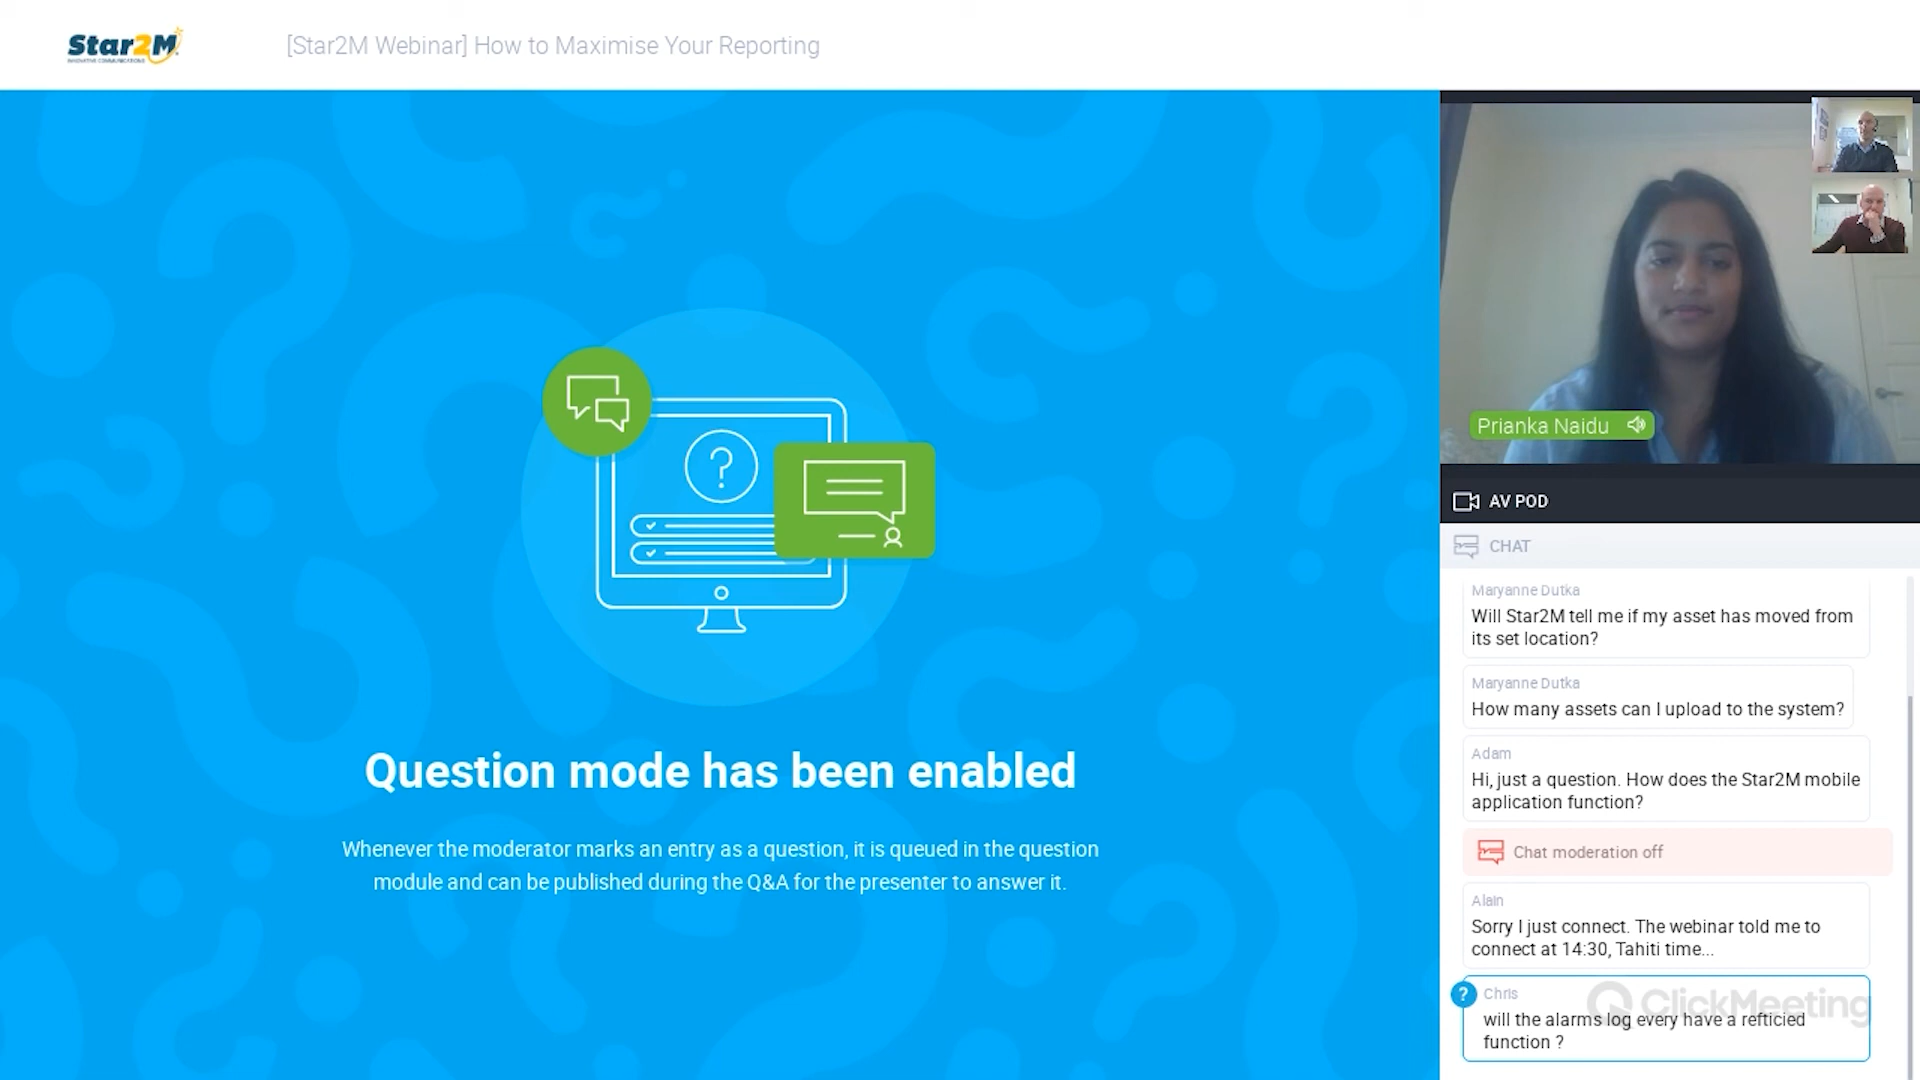 Star2M
INNOVATIVE COMMUNICATIONS
[Star2M Webinar] How to Maximise Your Reporting
Question mode has been enabled
Whenever the moderator marks an entry as a question, it is queued in the question
module and can be published during the Q&A for the presenter to answer it.
Prianka Naidu
AV POD
CHAT
Maryanne Dutka
Will Star2M tell me if my asset has moved from
its set location?
Maryanne Dutka
How many assets can I upload to the system?
Adam
Hi, just a question. How does the Star2M mobile
application function?
Chat moderation off
Alain
Sorry I just connect. The webinar told me to
connect at 14:30, Tahiti time...
Chris
will the alarms log every have a refticied
function ?
ClickMeeting